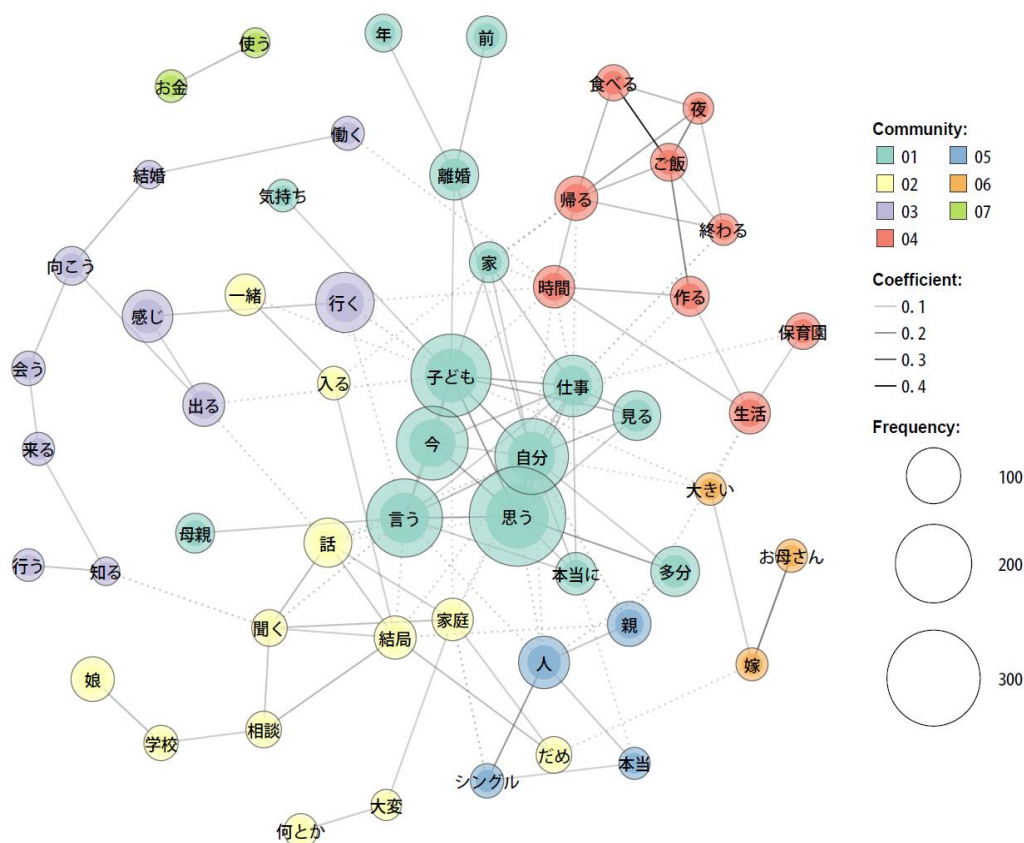 年
前
使う
お金
食べる
夜
働く
ご飯
結婚
離婚
気持ち
帰る
終わる
向こう
家
時間
作る
一緒
行く
感じ
保育園
会う
子ども
仕事
入る
出る
見る
生活
今
自分
来る
大きい
言う
思う
母親
話
お母さん
行う
知る
本当に
多分
聞く
結局
家庭
親
人
嫁
娘
学校
相談
だめ
本当
シングル
大変
何とか
Community:
01 05
02 06
03 07
04
Coefficient:
0. 1
0. 2
0. 3
0. 4
Frequency:
100
200
300